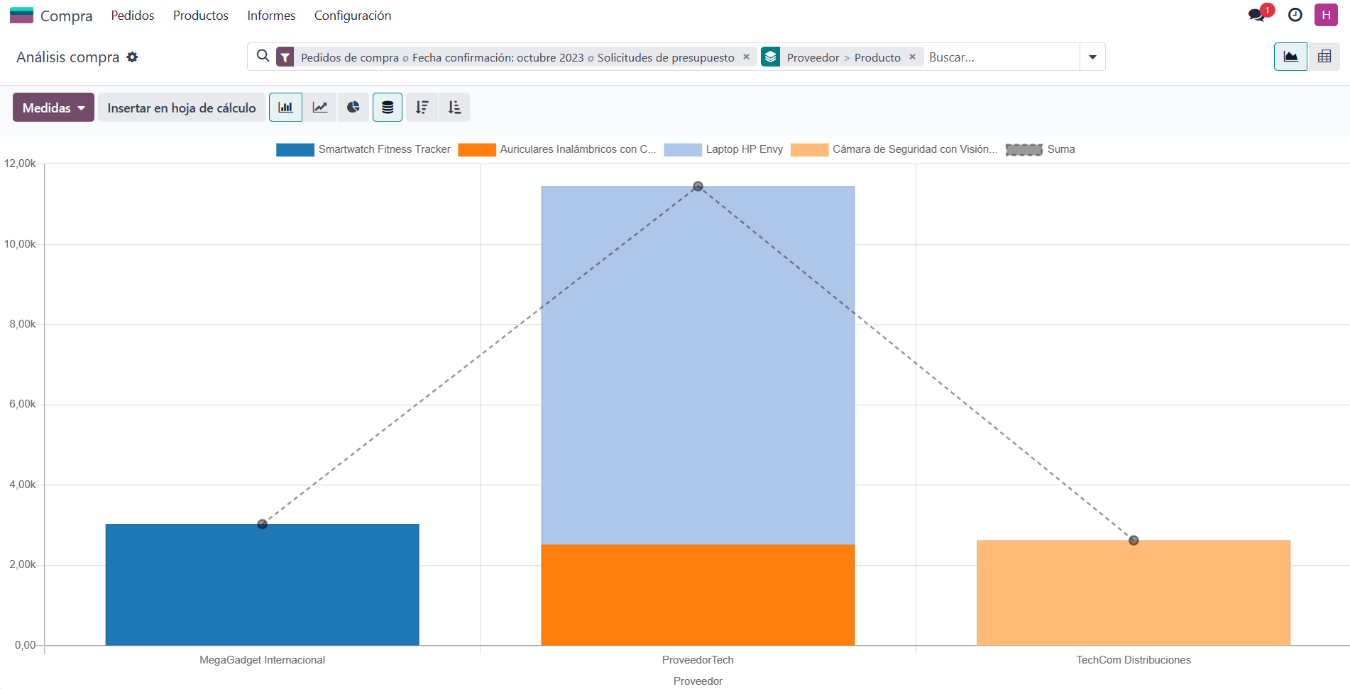 Compra Pedidos Productos Informes Configuración 1 H
Análisis compra Pedidos de compra o Fecha confirmación: octubre 2023 o Solicitudes de presupuesto × Proveedor > Producto × Buscar...
Medidas Insertar en hoja de cálculo
Smartwatch Fitness Tracker Auriculares Inalámbricos con C... Laptop HP Envy Cámara de Seguridad con Visión... Suma
12,00k
10,00k
8,00k
6,00k
4,00k
2,00k
0,00
MegaGadget Internacional ProveedorTech TechCom Distribuciones
Proveedor